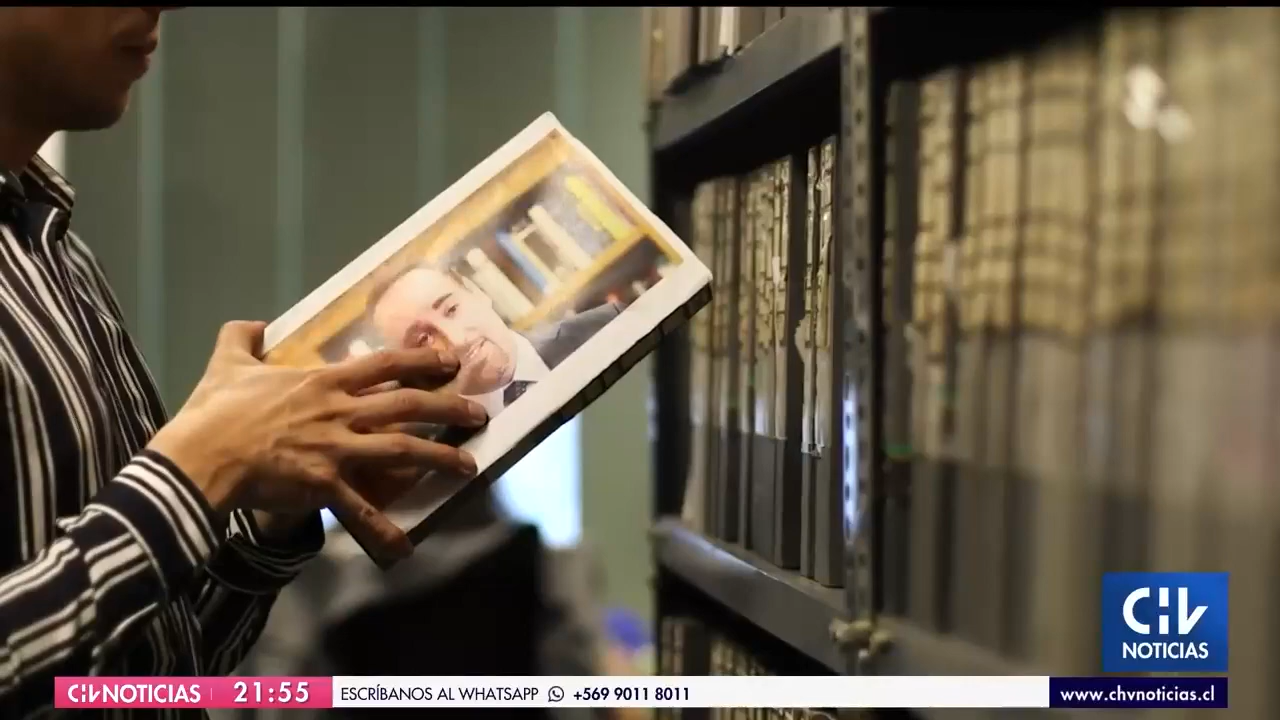 CHV
NOTICIAS
CHVNOTICIAS 21:55 ESCRÍBANOS AL WHATSAPP +569 9011 8011 www.chvnoticias.cl